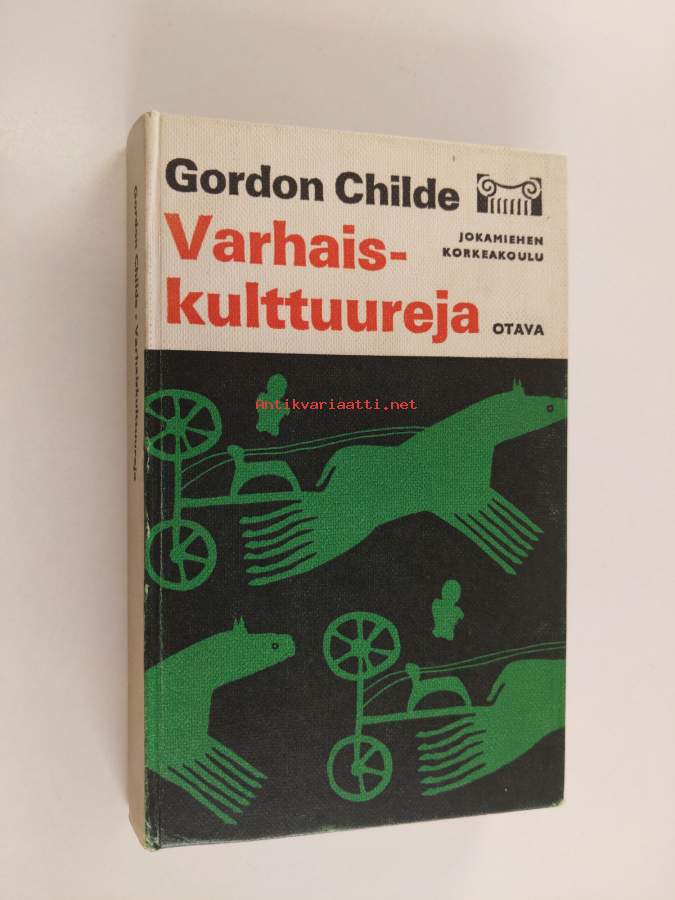 Gordon Childe
Varhais-
kulttuureja
JOKAMIEHEN
KORKEAKOULU
OTAVA
Gordon Childe • Varhaiskulttuureja
Antikvariaatti.net